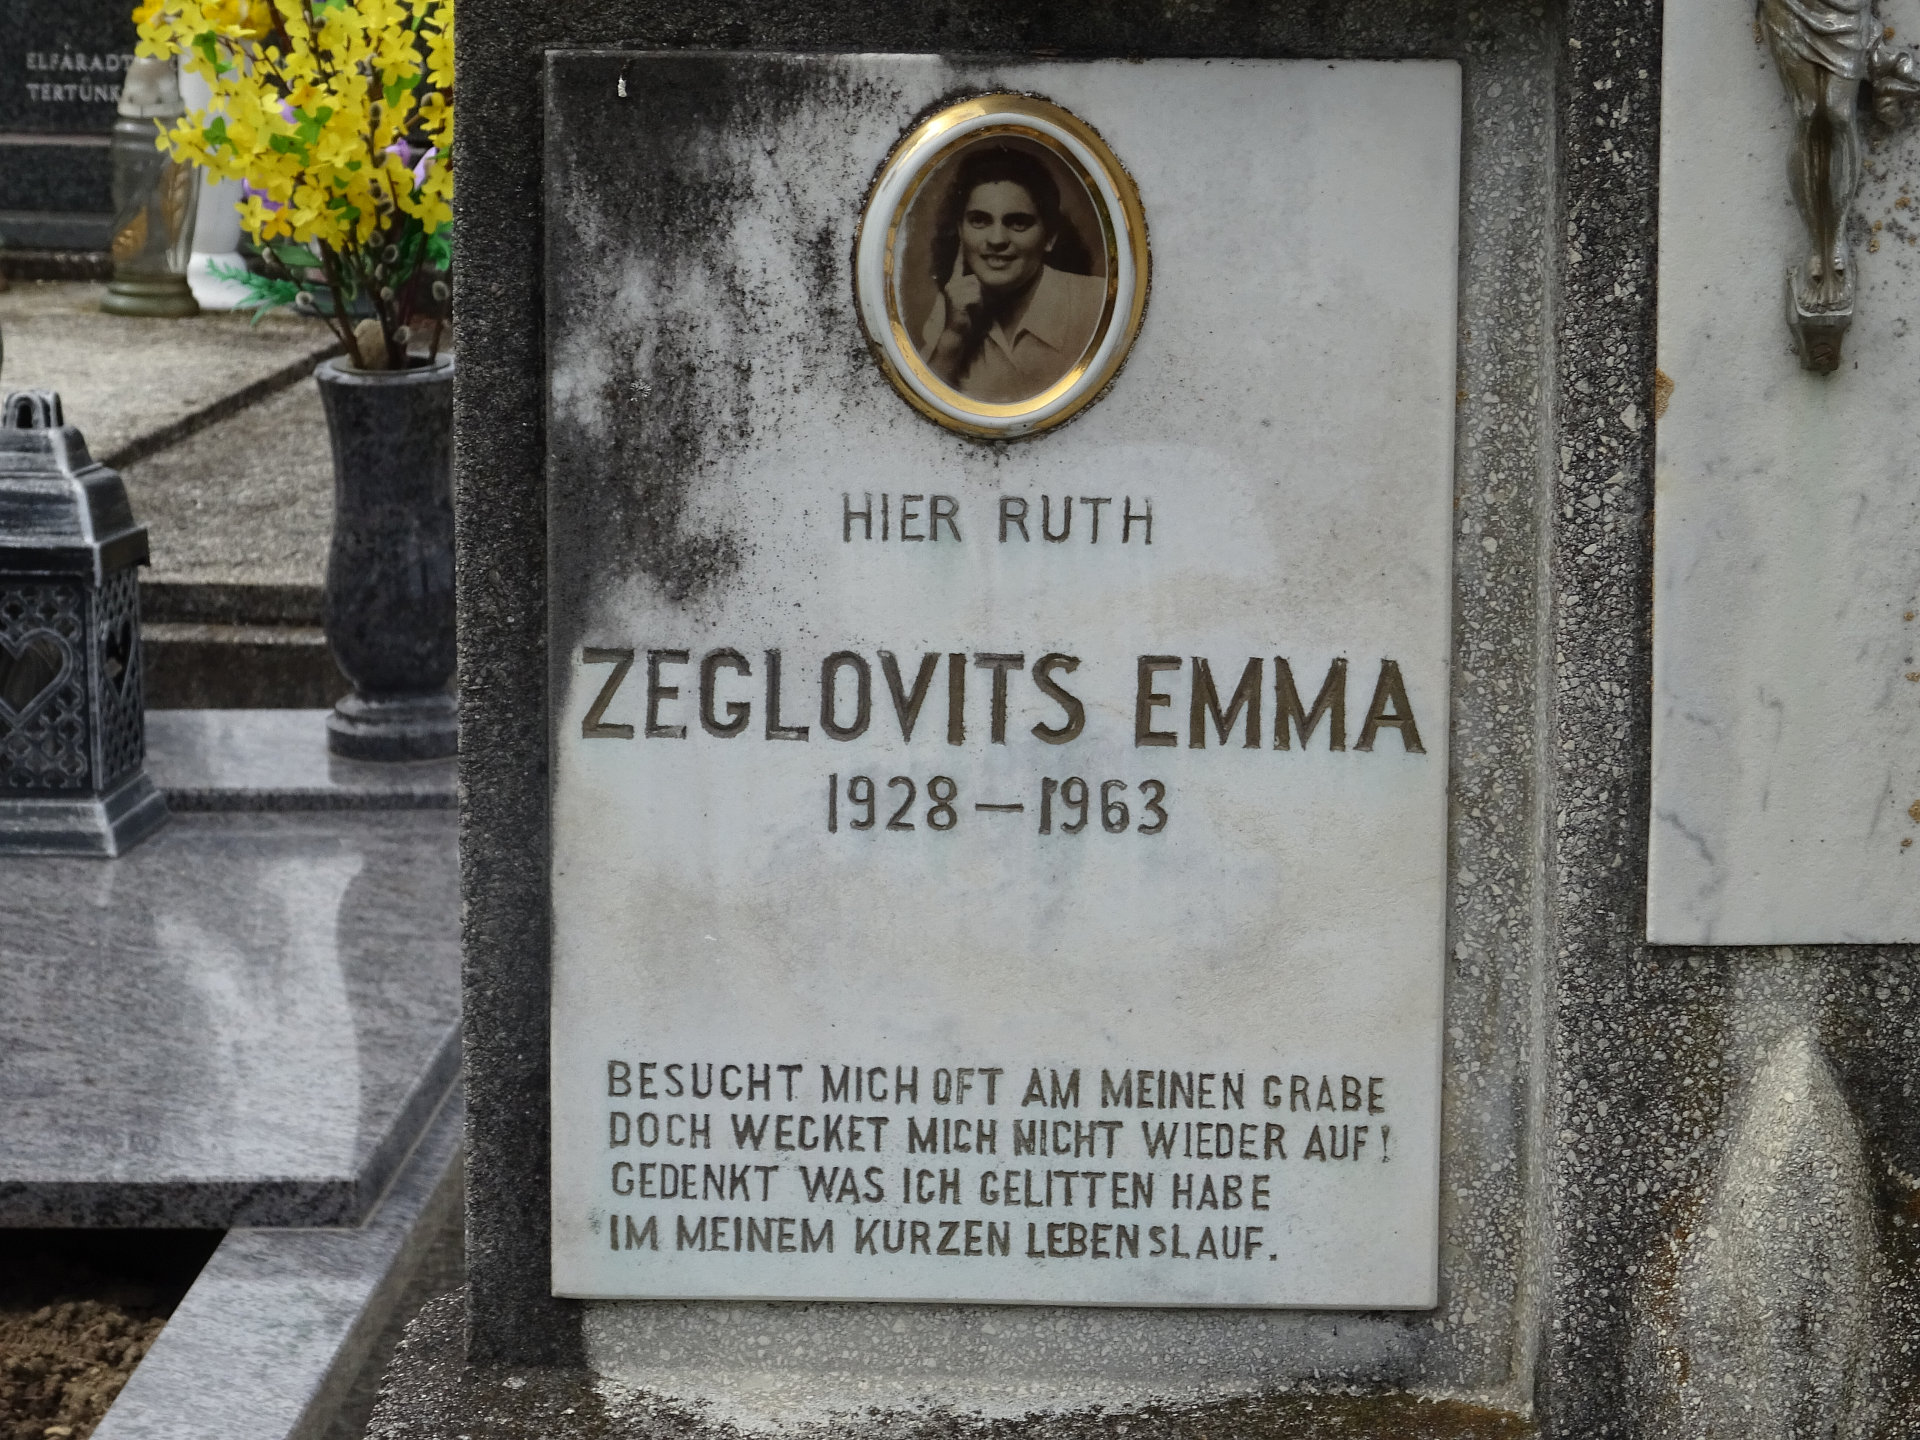 ELFÁRADT
HIER RUTH
ZEGLOVITS EMMA
1928 – 1963
BESUCHT MICH OFT AM MEINEN GRABE
DOCH WECKET MICH NICHT WIEDER AUF!
GEDENKT WAS ICH GELITTEN HABE
IM MEINEM KURZEN LEBENSLAUF.